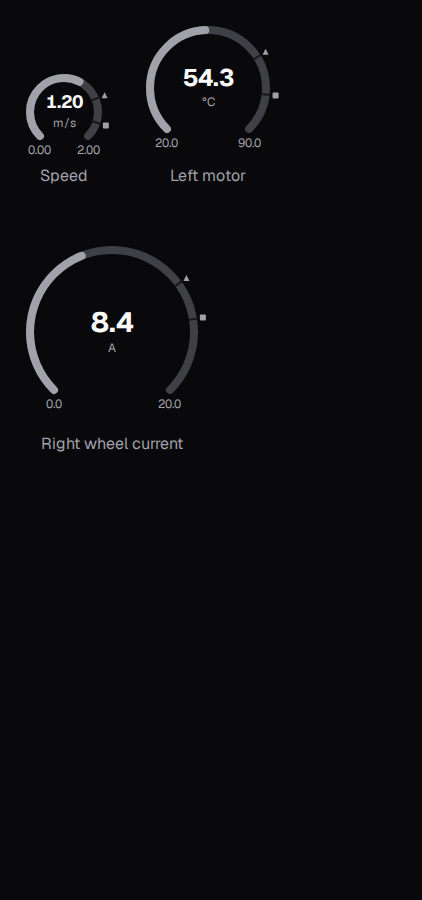 1.20
m/s
0.00 2.00
Speed
54.3
°C
20.0 90.0
Left motor
8.4
A
0.0 20.0
Right wheel current